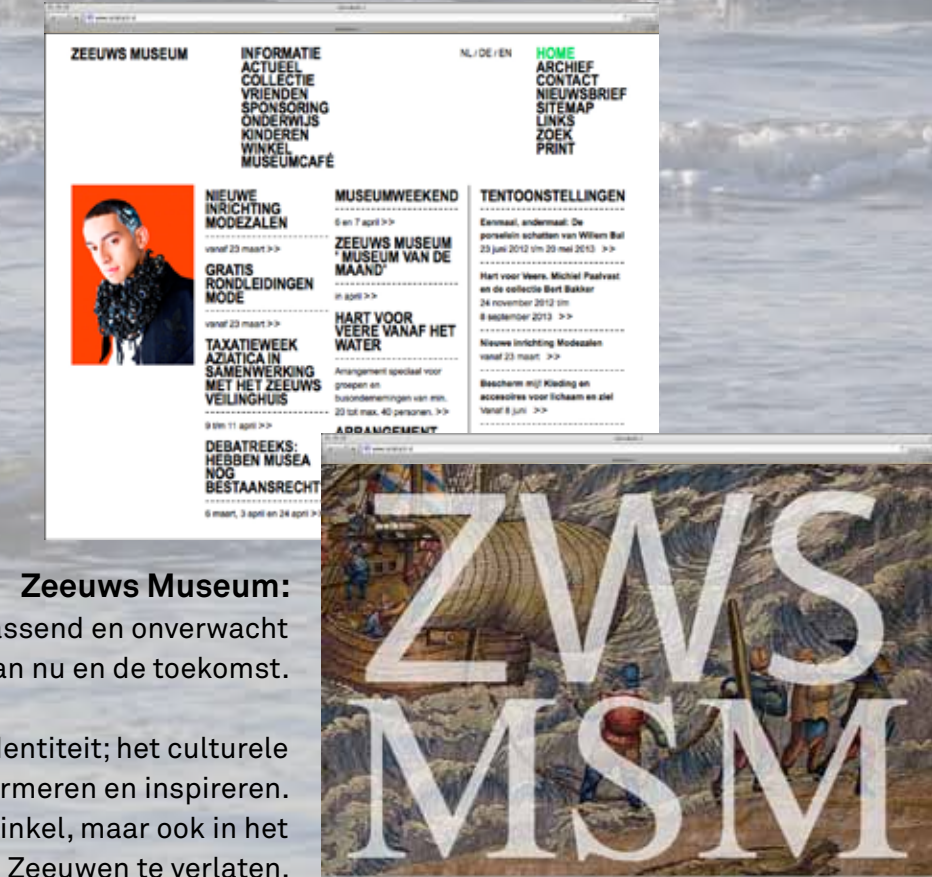 ZEEUWS MUSEUM
INFORMATIE
ACTUEEL
COLLECTIE
VRIENDEN
SPONSORING
ONDERWIJS
KINDEREN
WINKEL
MUSEUMCAFÉ
NL / DE / EN
HOME
ARCHIEF
CONTACT
NIEUWSBRIEF
SITEMAP
LINKS
ZOEK
PRINT
NIEUWE
INRICHTING
MODEZALEN
vanaf 23 maart >>
GRATIS
RONDLEIDINGEN
MODE
vanaf 23 maart >>
TAXATIEWEEK
AZIATICA IN
SAMENWERKING
MET HET ZEEUWS
VEILINGHUIS
9 t/m 11 april >>
DEBATREEKS:
HEBBEN MUSEA
NOG
BESTAANSRECHT
6 maart, 3 april en 24 april >
MUSEUMWEEKEND
6 en 7 april >>
ZEEUWS MUSEUM
' MUSEUM VAN DE
MAAND'
in april >>
HART VOOR
VEERE VANAF HET
WATER
Arrangement speciaal voor
groepen en
busondernemingen van min.
20 tot max. 40 personen. >>
ARRANGEMENT
TENTOONSTELLINGEN
Eenmaal, andermaal: De
porselein schatten van Willem Bal
23 juni 2012 t/m 20 mei 2013 >>
Hart voor Veere. Michiel Paalvast
en de collectie Bert Bakker
24 november 2012 t/m
8 september 2013 >>
Nieuwe inrichting Modezalen
vanaf 23 maart >>
Bescherm mij! Kleding en
accesoires voor lichaam en ziel
Vanaf 8 juni >>
ZWS
MSM
Zeeuws Museum:
assend en onverwacht
an nu en de toekomst.
dentiteit; het culturele
rmeren en inspireren.
inkel, maar ook in het
Zeeuwen te verlaten.